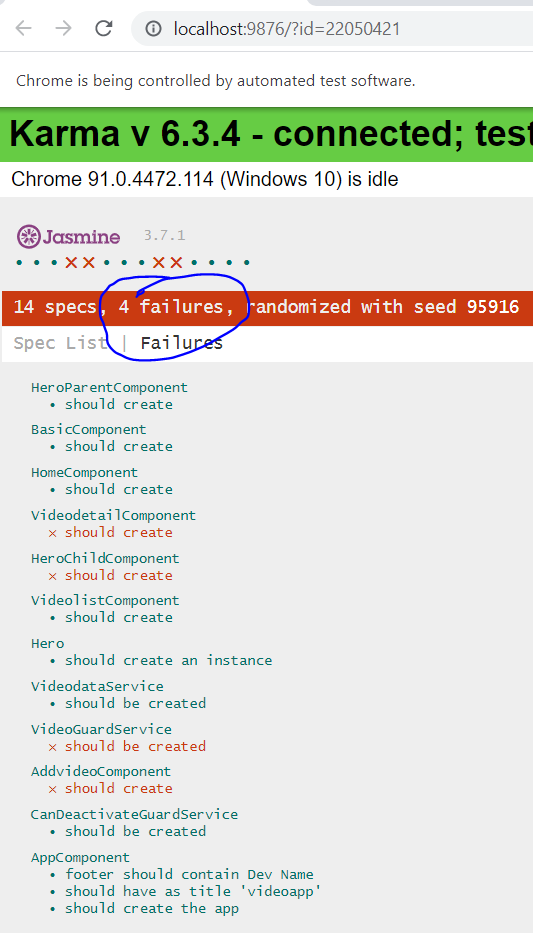 localhost:9876/?id=22050421
Chrome is being controlled by automated test software.
Karma v 6.3.4 - connected; test
Chrome 91.0.4472.114 (Windows 10) is idle
Jasmine 3.7.1
• • • × × • • • × × • • • •
14 specs, 4 failures, randomized with seed 95916
Spec List | Failures
HeroParentComponent
• should create
BasicComponent
• should create
HomeComponent
• should create
VideodetailComponent
× should create
HeroChildComponent
× should create
VideolistComponent
• should create
Hero
• should create an instance
VideodataService
• should be created
VideoGuardService
× should be created
AddvideoComponent
× should create
CanDeactivateGuardService
• should be created
AppComponent
• footer should contain Dev Name
• should have as title 'videoapp'
• should create the app